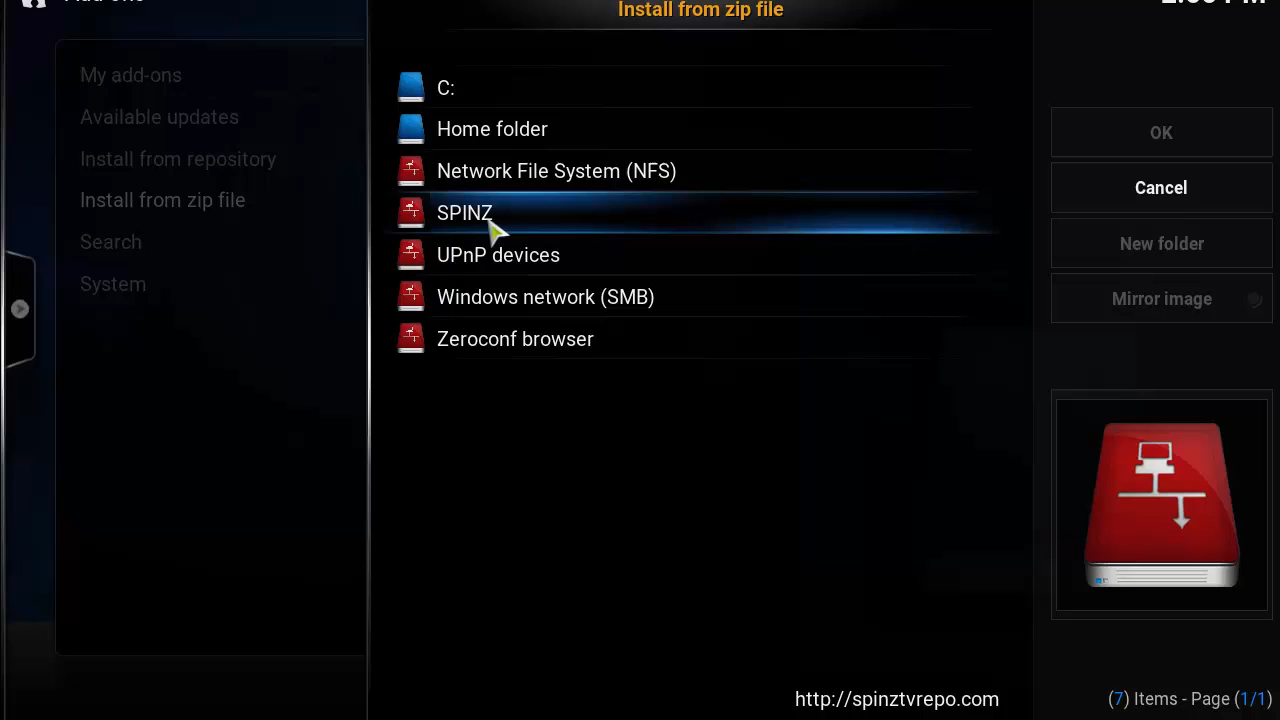 Install from zip file
My add-ons
Available updates
Install from repository
Install from zip file
Search
System
C:
Home folder
Network File System (NFS)
SPINZ
UPnP devices
Windows network (SMB)
Zeroconf browser
OK
Cancel
New folder
Mirror image
http://spinztvrepo.com
(7) Items - Page (1/1)